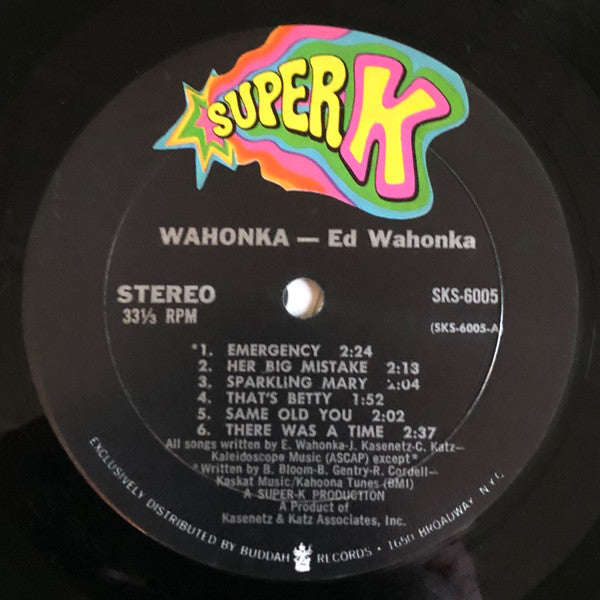 SUPER K
WAHONKA — Ed Wahonka
STEREO
33⅓ RPM
SKS-6005
(SKS-6005-A)
*1. EMERGENCY 2:24
2. HER BIG MISTAKE 2:13
3. SPARKLING MARY 2:04
4. THAT'S BETTY 1:52
5. SAME OLD YOU 2:02
6. THERE WAS A TIME 2:37
All songs written by E. Wahonka-J. Kasenetz-C. Katz—
Kaleidoscope Music (ASCAP) except*
*Written by B. Bloom-B. Gentry-R. Cordell—
Kaskat Music/Kahoona Tunes (BMI)
A SUPER-K PRODUCTION
A Product of
Kasenetz & Katz Associates, Inc.
EXCLUSIVELY DISTRIBUTED BY BUDDAH RECORDS • 1650 BROADWAY N.Y.C